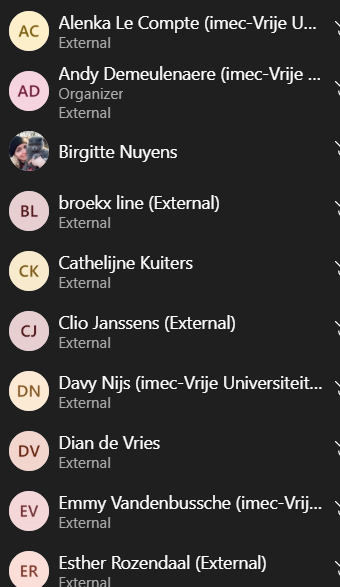 AC Alenka Le Compte (imec-Vrije U...
External
AD Andy Demeulenaere (imec-Vrije ...
Organizer
External
Birgitte Nuyens
BL broekx line (External)
External
CK Cathelijne Kuiters
External
CJ Clio Janssens (External)
External
DN Davy Nijs (imec-Vrije Universiteit...
External
DV Dian de Vries
External
EV Emmy Vandenbussche (imec-Vrij...
External
ER Esther Rozendaal (External)
External